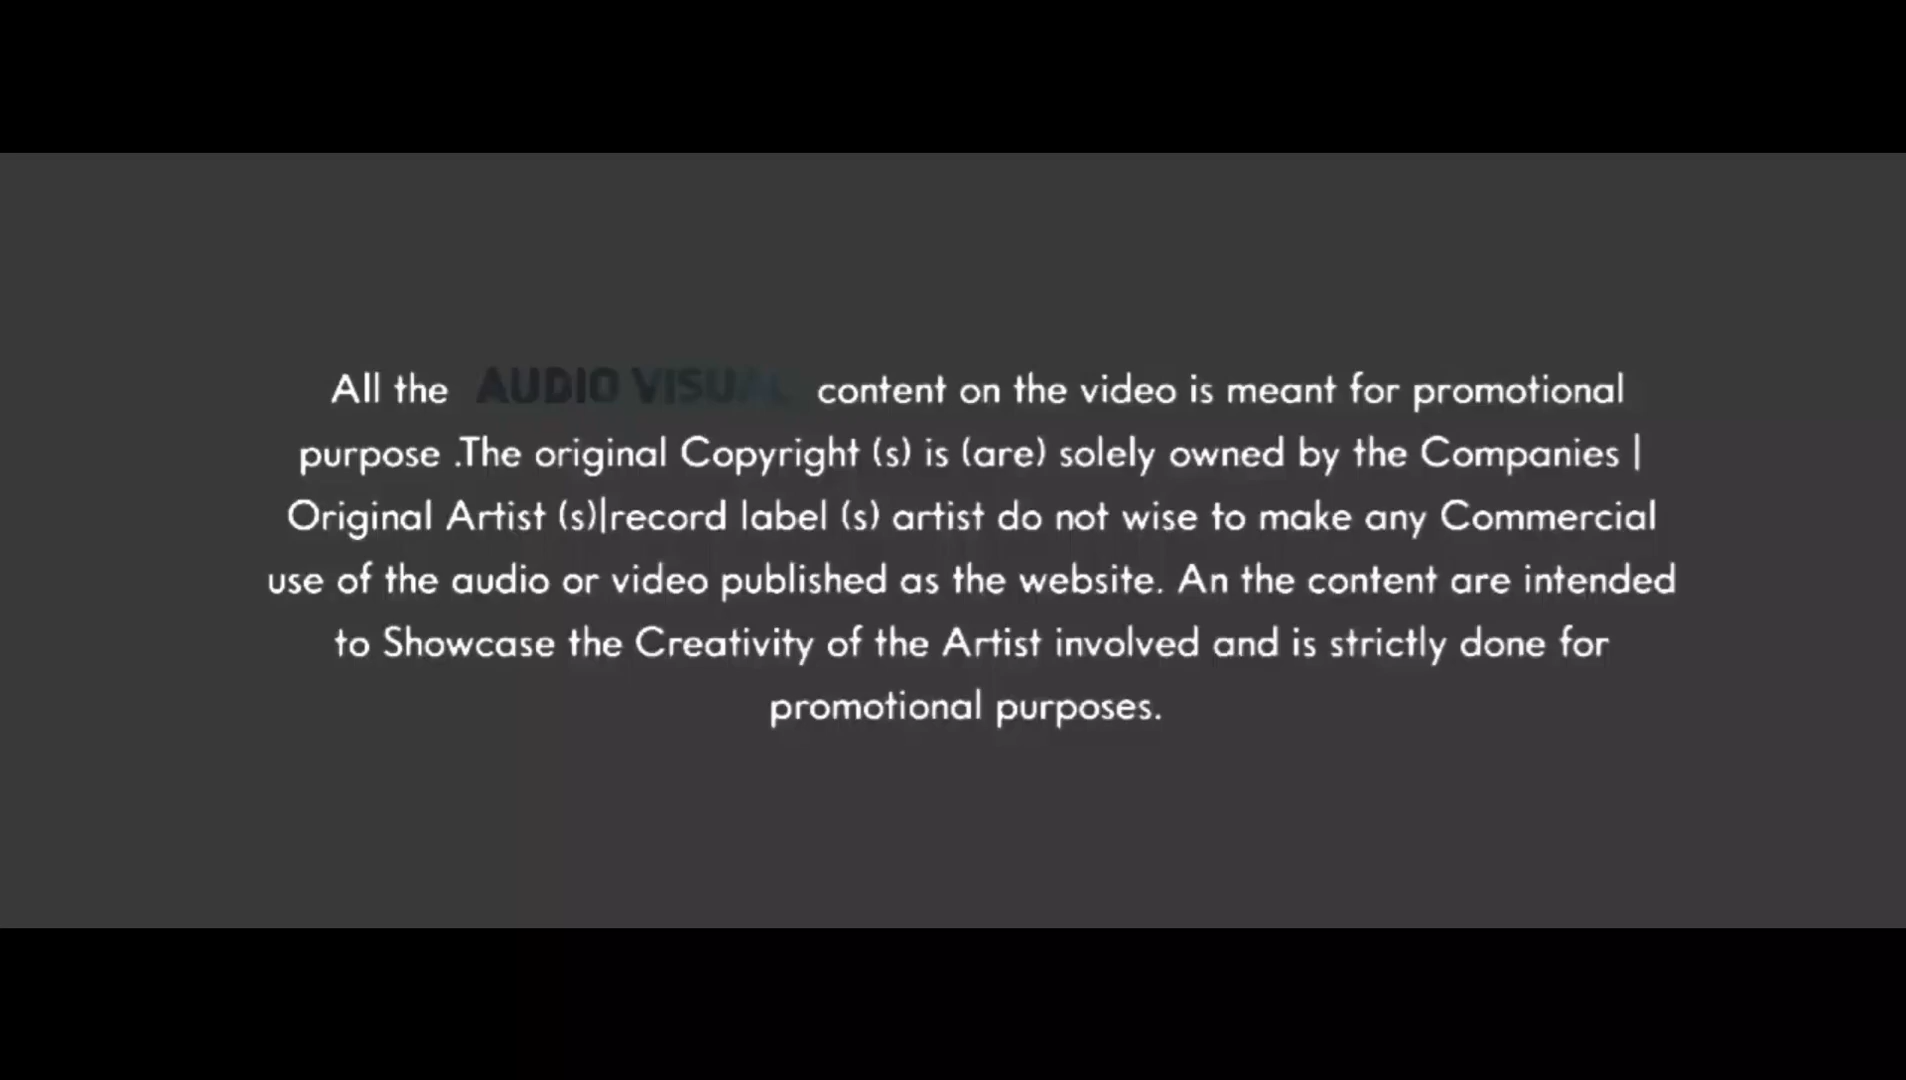 All the AUDIO VISUAL content on the video is meant for promotional
purpose .The original Copyright (s) is (are) solely owned by the Companies |
Original Artist (s)|record label (s) artist do not wise to make any Commercial
use of the audio or video published as the website. An the content are intended
to Showcase the Creativity of the Artist involved and is strictly done for
promotional purposes.